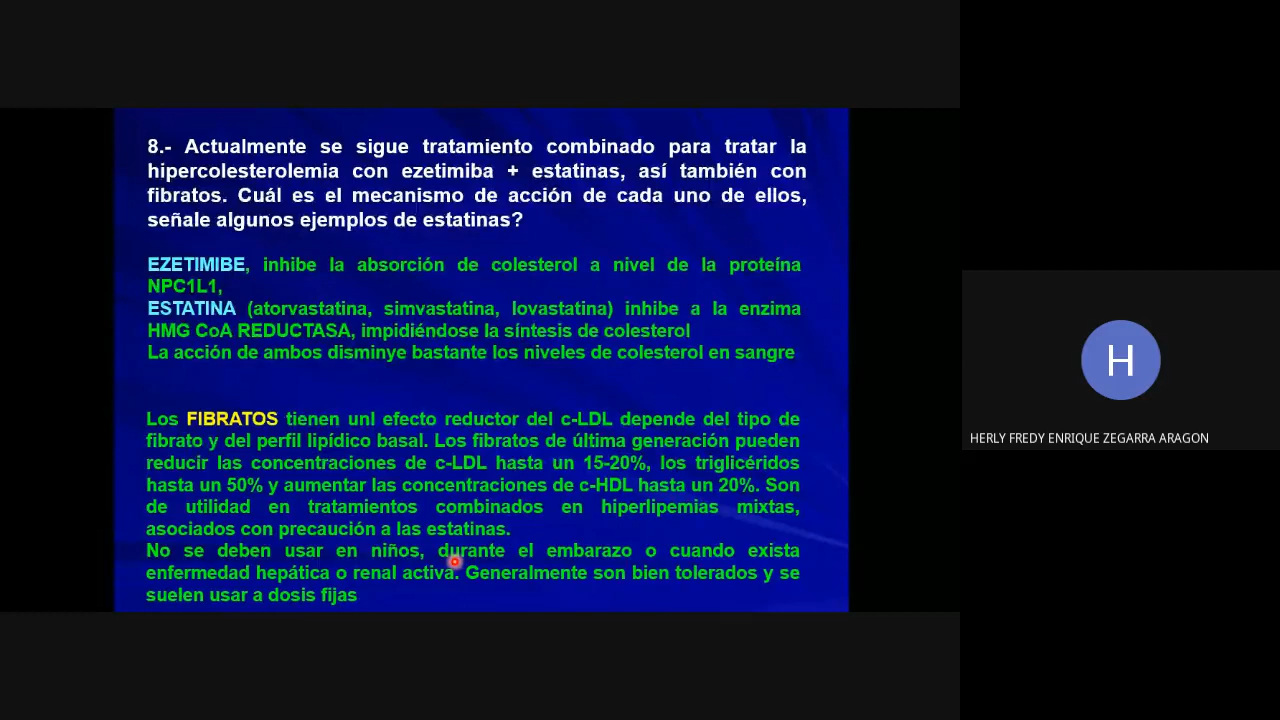 8.- Actualmente se sigue tratamiento combinado para tratar la
hipercolesterolemia con ezetimiba + estatinas, así también con
fibratos. Cuál es el mecanismo de acción de cada uno de ellos,
señale algunos ejemplos de estatinas?
EZETIMIBE, inhibe la absorción de colesterol a nivel de la proteína
NPC1L1,
ESTATINA (atorvastatina, simvastatina, lovastatina) inhibe a la enzima
HMG CoA REDUCTASA, impidiéndose la síntesis de colesterol
La acción de ambos disminye bastante los niveles de colesterol en sangre
Los FIBRATOS tienen unl efecto reductor del c-LDL depende del tipo de
fibrato y del perfil lipídico basal. Los fibratos de última generación pueden
reducir las concentraciones de c-LDL hasta un 15-20%, los triglicéridos
hasta un 50% y aumentar las concentraciones de c-HDL hasta un 20%. Son
de utilidad en tratamientos combinados en hiperlipemias mixtas,
asociados con precaución a las estatinas.
No se deben usar en niños, durante el embarazo o cuando exista
enfermedad hepática o renal activa. Generalmente son bien tolerados y se
suelen usar a dosis fijas
H
HERLY FREDY ENRIQUE ZEGARRA ARAGON